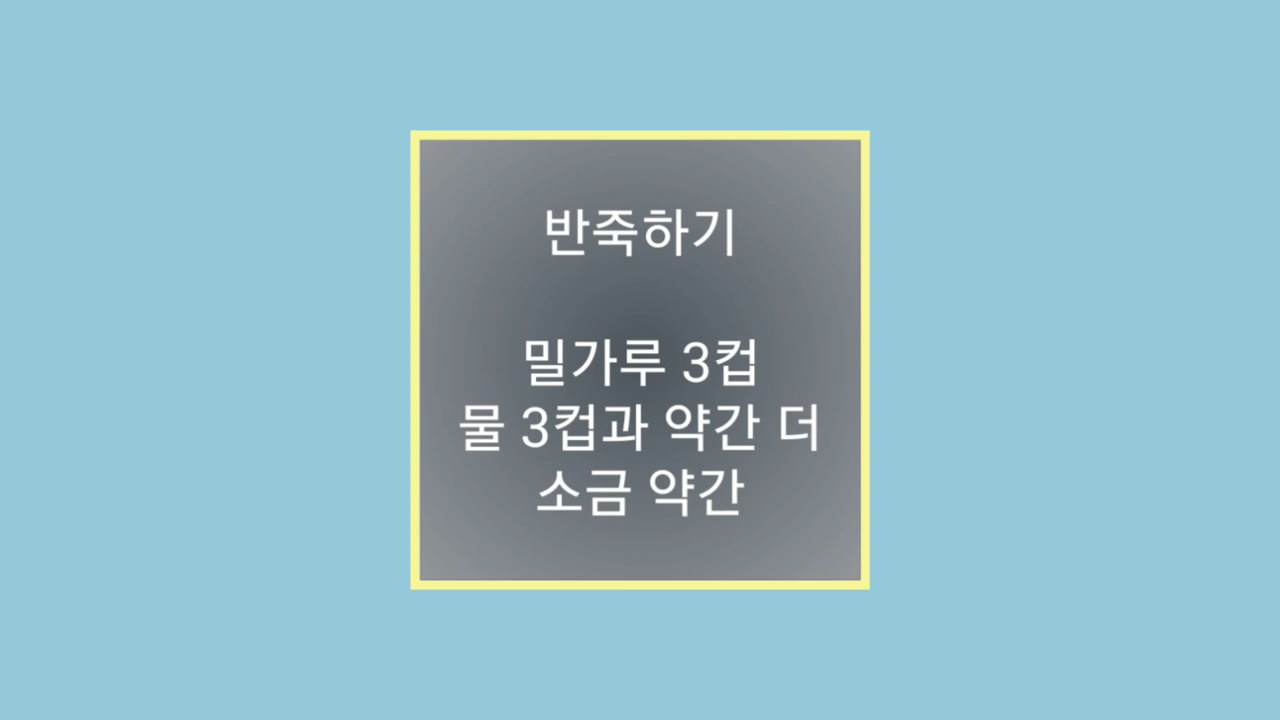 반죽하기
밀가루 3컵
물 3컵과 약간 더
소금 약간